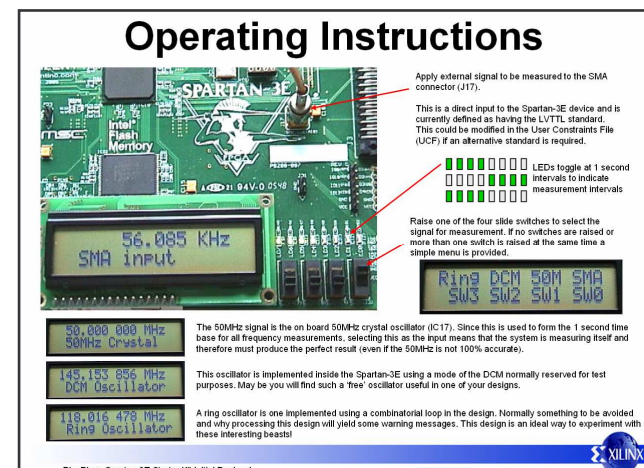 Operating Instructions
Apply external signal to be measured to the SMA
connector (J17).
This is a direct input to the Spartan-3E device and is
currently defined as having the LVTTL standard.
This could be modified in the User Constraints File
(UCF) if an alternative standard is required.
SPARTAN-3E
Intel®
Flash
Memory
94V-0 0548
LEDs toggle at 1 second
intervals to indicate
measurement intervals
Raise one of the four slide switches to select the
signal for measurement. If no switches are raised or
more than one switch is raised at the same time a
simple menu is provided.
56.085 KHz
SMA input
Ring DCM 50M SMA
SW3 SW2 SW1 SW0
50.000 000 MHz
50MHz Crystal
The 50MHz signal is the on board 50MHz crystal oscillator (IC17). Since this is used to form the 1 second time
base for all frequency measurements, selecting this as the input means that the system is measuring itself and
therefore must produce the perfect result (even if the 50MHz is not 100% accurate).
145.153 856 MHz
DCM Oscillator
This oscillator is implemented inside the Spartan-3E using a mode of the DCM normally reserved for test
purposes. May be you will find such a 'free' oscillator useful in one of your designs.
118.016 478 MHz
Ring Oscillator
A ring oscillator is one implemented using a combinatorial loop in the design. Normally something to be avoided
and why processing this design will yield some warning messages. This design is an ideal way to experiment with
these interesting beasts!
XILINX